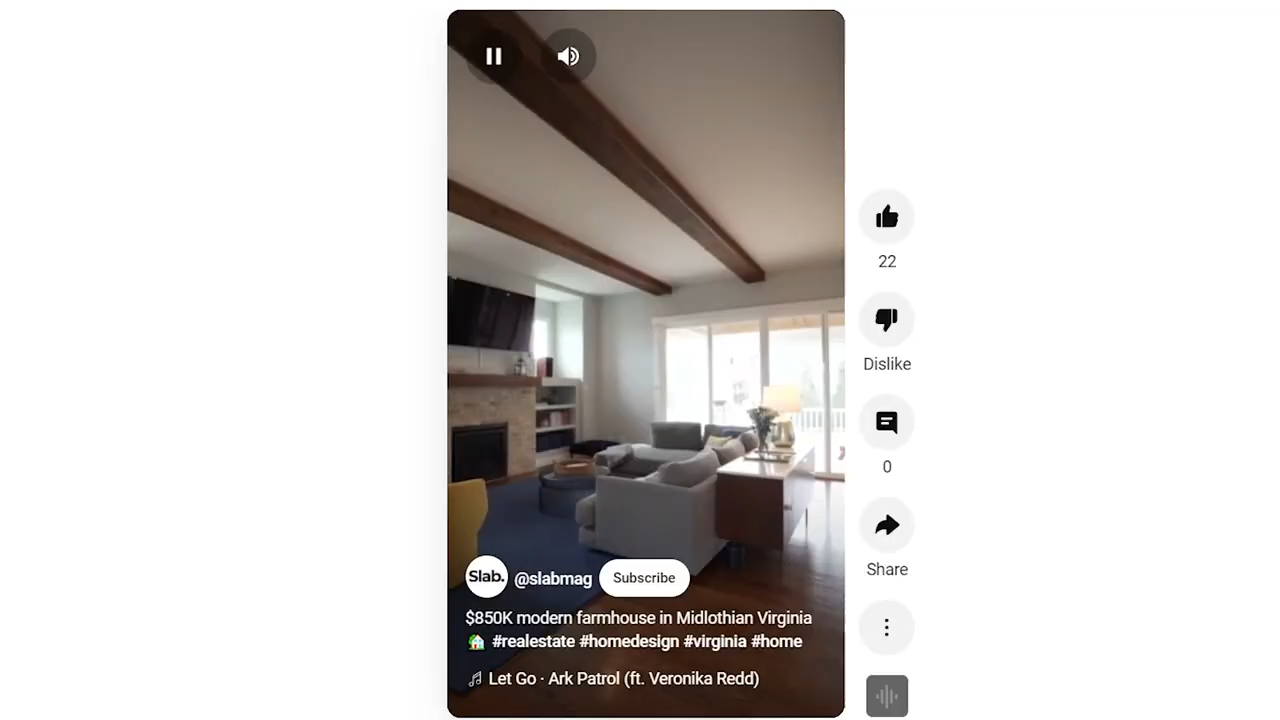 22
Dislike
0
Share
Slab. @slabmag Subscribe
$850K modern farmhouse in Midlothian Virginia
🏡 #realestate #homedesign #virginia #home
Let Go · Ark Patrol (ft. Veronika Redd)